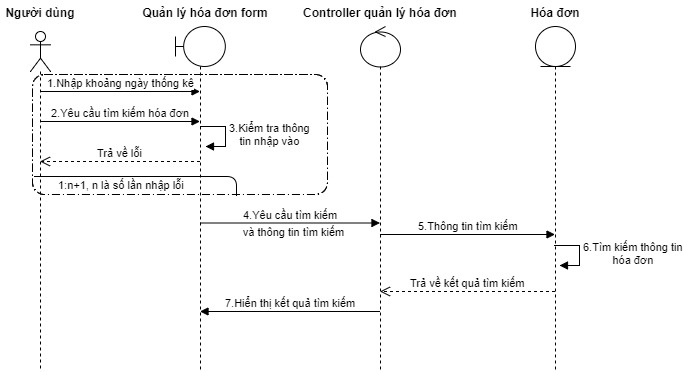 Người dùng
Quản lý hóa đơn form
Controller quản lý hóa đơn
Hóa đơn
1.Nhập khoảng ngày thống kê
2.Yêu cầu tìm kiếm hóa đơn
3.Kiểm tra thông
tin nhập vào
Trả về lỗi
1:n+1, n là số lần nhập lỗi
4.Yêu cầu tìm kiếm
và thông tin tìm kiếm
5.Thông tin tìm kiếm
6.Tìm kiếm thông tin
hóa đơn
Trả về kết quả tìm kiếm
7.Hiển thị kết quả tìm kiếm